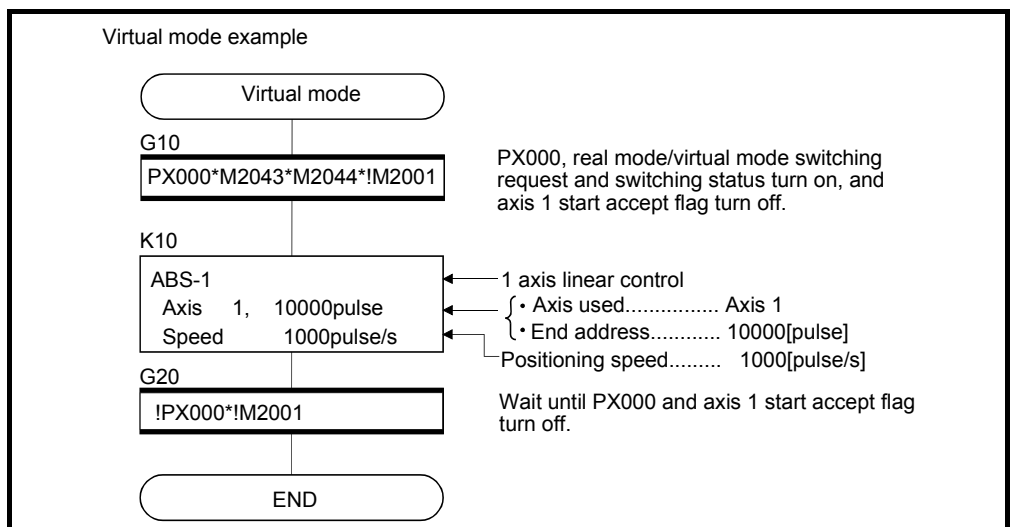 Virtual mode example
Virtual mode
G10
PX000*M2043*M2044*!M2001
PX000, real mode/virtual mode switching
request and switching status turn on, and
axis 1 start accept flag turn off.
K10
ABS-1
Axis 1, 10000pulse
Speed 1000pulse/s
1 axis linear control
• Axis used................ Axis 1
• End address............ 10000[pulse]
Positioning speed......... 1000[pulse/s]
G20
!PX000*!M2001
Wait until PX000 and axis 1 start accept flag
turn off.
END